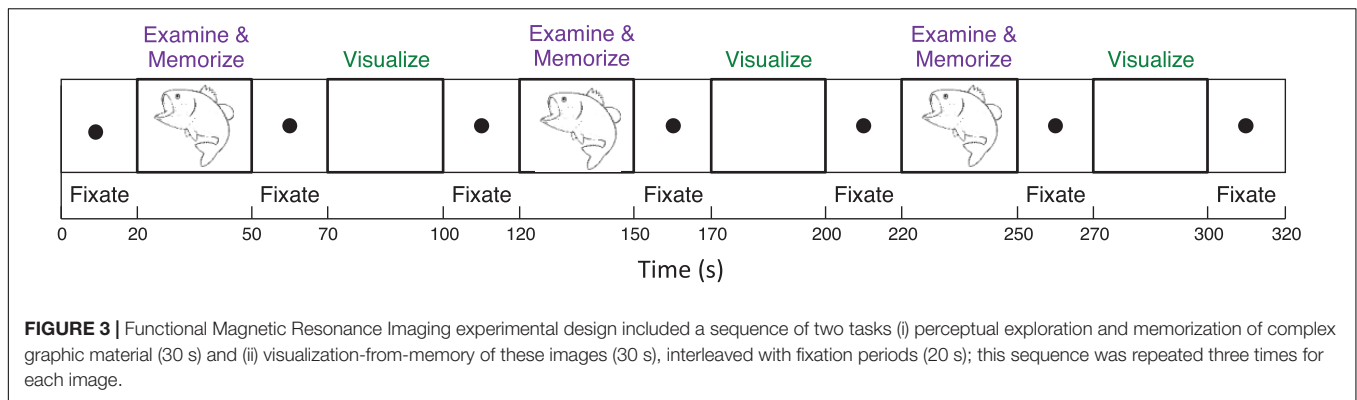 Examine & Memorize
Visualize
Examine & Memorize
Visualize
Examine & Memorize
Visualize
Fixate Fixate Fixate Fixate Fixate Fixate Fixate
0 20 50 70 100 120 150 170 200 220 250 270 300 320
Time (s)
FIGURE 3 | Functional Magnetic Resonance Imaging experimental design included a sequence of two tasks (i) perceptual exploration and memorization of complex
graphic material (30 s) and (ii) visualization-from-memory of these images (30 s), interleaved with fixation periods (20 s); this sequence was repeated three times for
each image.